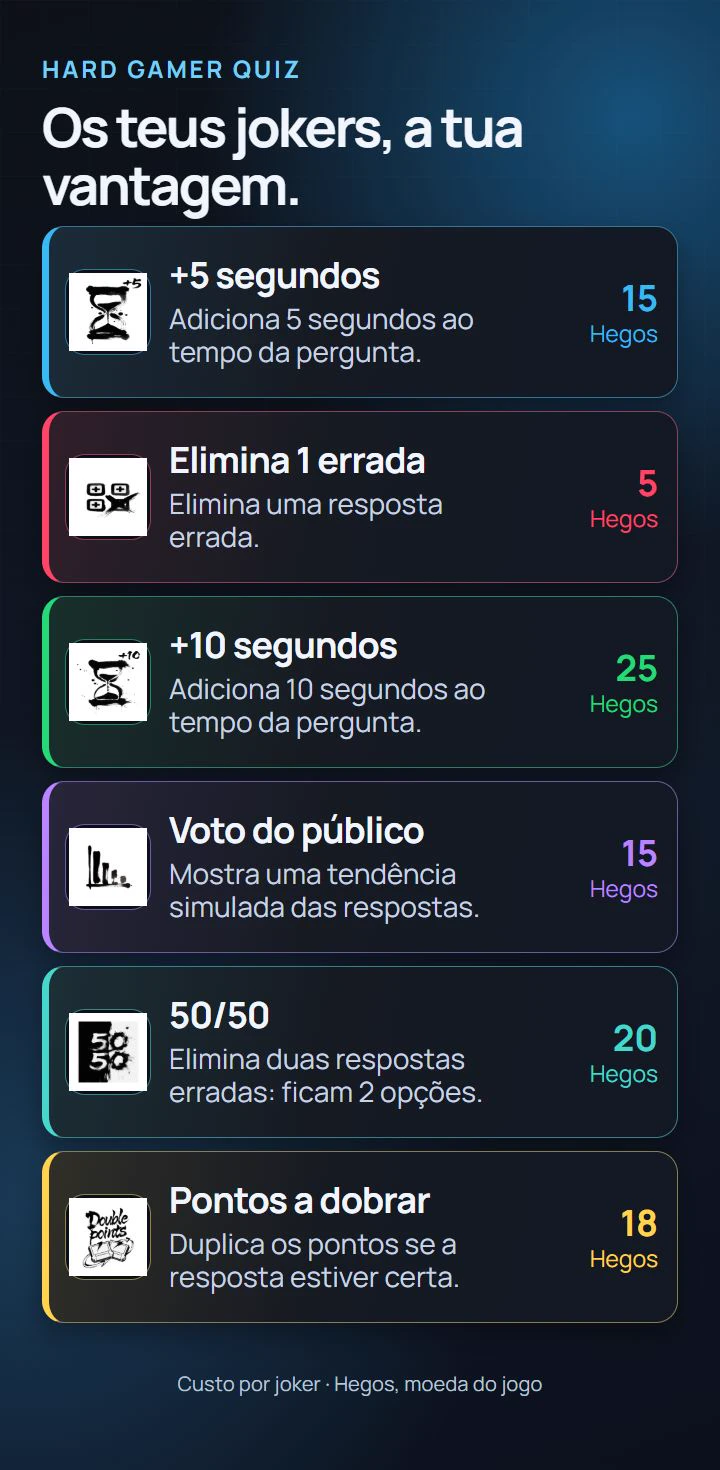 HARD GAMER QUIZ
Os teus jokers, a tua
vantagem.
+5
+5 segundos
Adiciona 5 segundos ao
tempo da pergunta.
15
Hegos
Elimina 1 errada
Elimina uma resposta
errada.
5
Hegos
+10
+10 segundos
Adiciona 10 segundos ao
tempo da pergunta.
25
Hegos
Voto do público
Mostra uma tendência
simulada das respostas.
15
Hegos
50
50
50/50
Elimina duas respostas
erradas: ficam 2 opções.
20
Hegos
Double
points
Pontos a dobrar
Duplica os pontos se a
resposta estiver certa.
18
Hegos
Custo por joker · Hegos, moeda do jogo